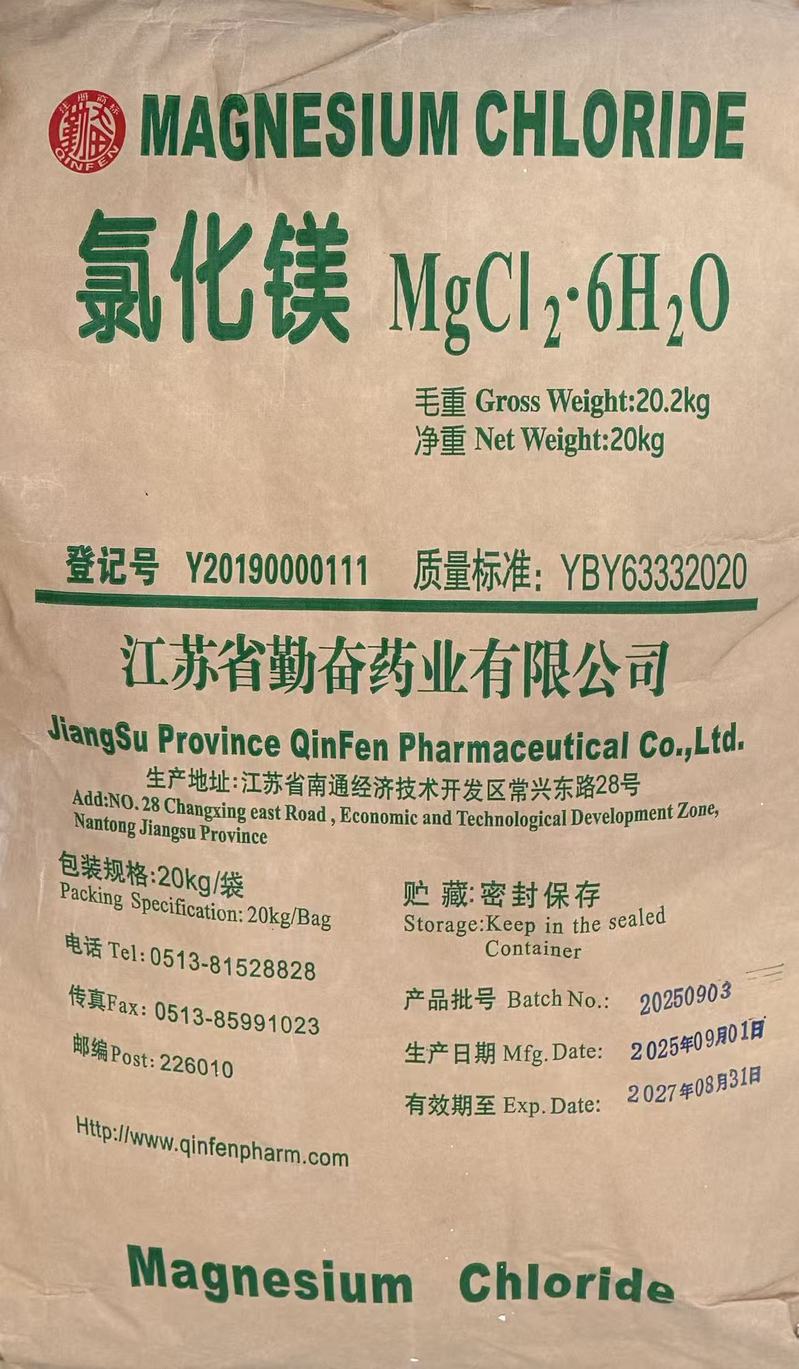 注册商标
勤奋
QINFEN
MAGNESIUM CHLORIDE
氯化镁 MgCl₂·6H₂O
毛重 Gross Weight:20.2kg
净重 Net Weight:20kg
登记号 Y20190000111 质量标准：YBY63332020
江苏省勤奋药业有限公司
JiangSu Province QinFen Pharmaceutical Co.,Ltd.
生产地址:江苏省南通经济技术开发区常兴东路28号
Add:NO.28 Changxing east Road , Economic and Technological Development Zone,
Nantong Jiangsu Province
包装规格:20kg/袋
Packing Specification: 20kg/Bag
电话 Tel: 0513-81528828
传真Fax: 0513-85991023
邮编Post: 226010
Http://www.qinfenpharm.com
贮 藏:密封保存
Storage:Keep in the sealed
Container
产品批号 Batch No.: 20250903
生产日期 Mfg. Date: 2025年09月01日
有效期至 Exp. Date: 2027年08月31日
Magnesium Chloride